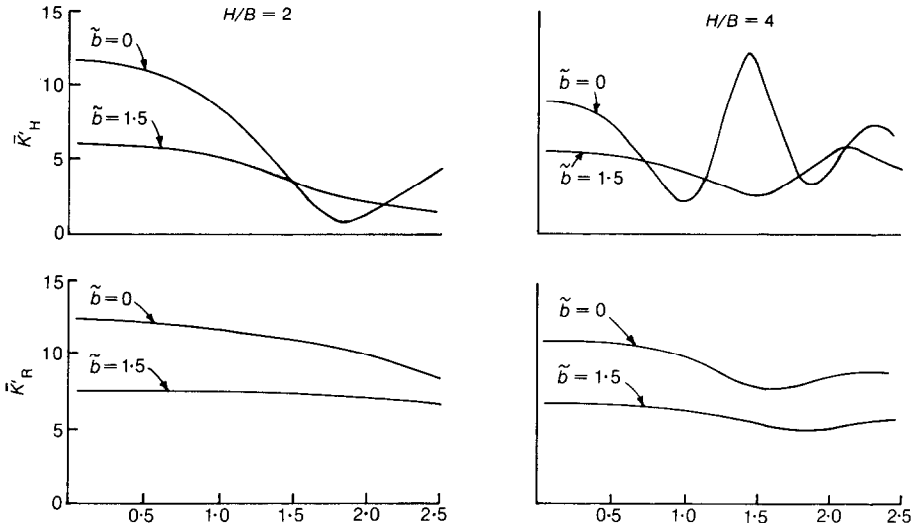 H/B = 2
15
10
5
0
K̄′H
b̃ = 0
b̃ = 1·5
H/B = 4
b̃ = 0
b̃ = 1·5
15
10
5
0
K̄′R
b̃ = 0
b̃ = 1·5
0·5 1·0 1·5 2·0 2·5
b̃ = 0
b̃ = 1·5
0·5 1·0 1·5 2·0 2·5